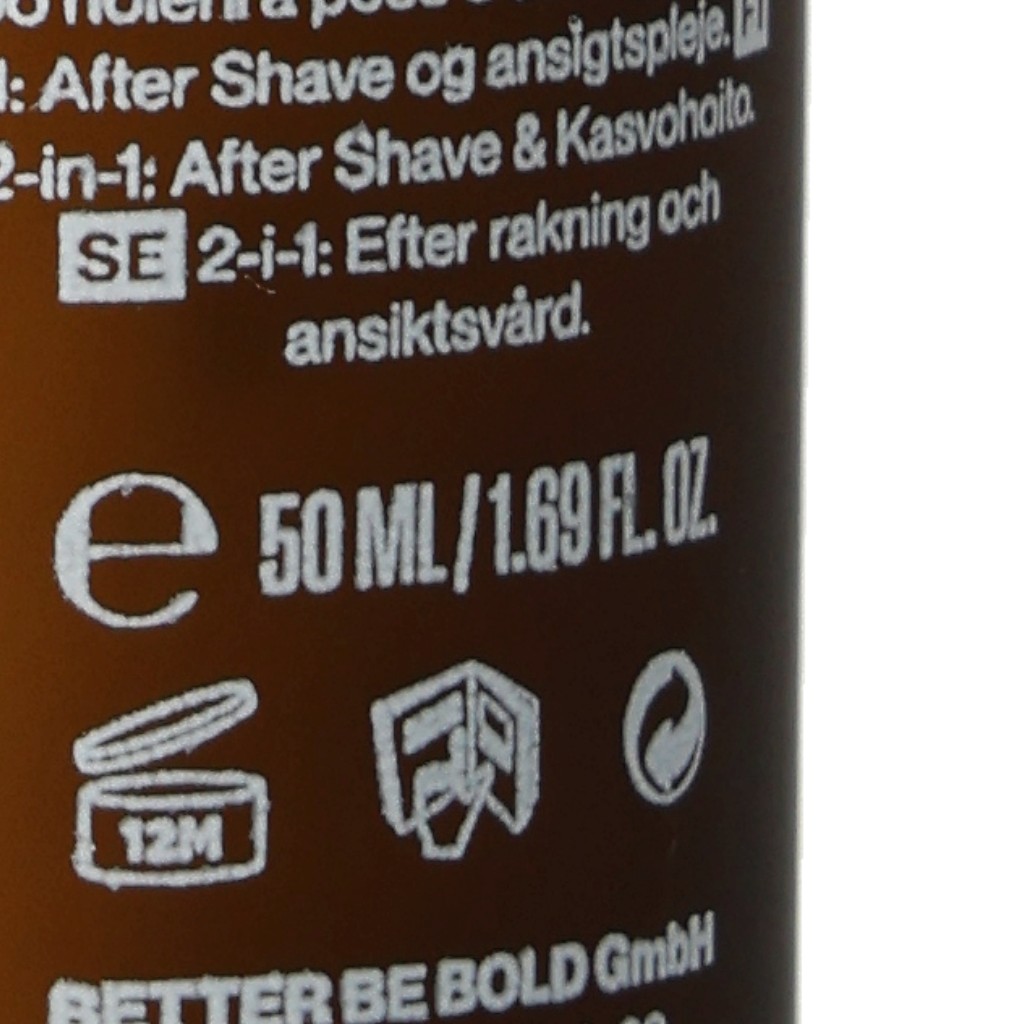 After Shave og ansigtspleje. FI
2-in-1: After Shave & Kasvohoito.
SE 2-i-1: Efter rakning och
ansiktsvård.
e 50 ML / 1.69 FL. OZ.
12M
BETTER BE BOLD GmbH